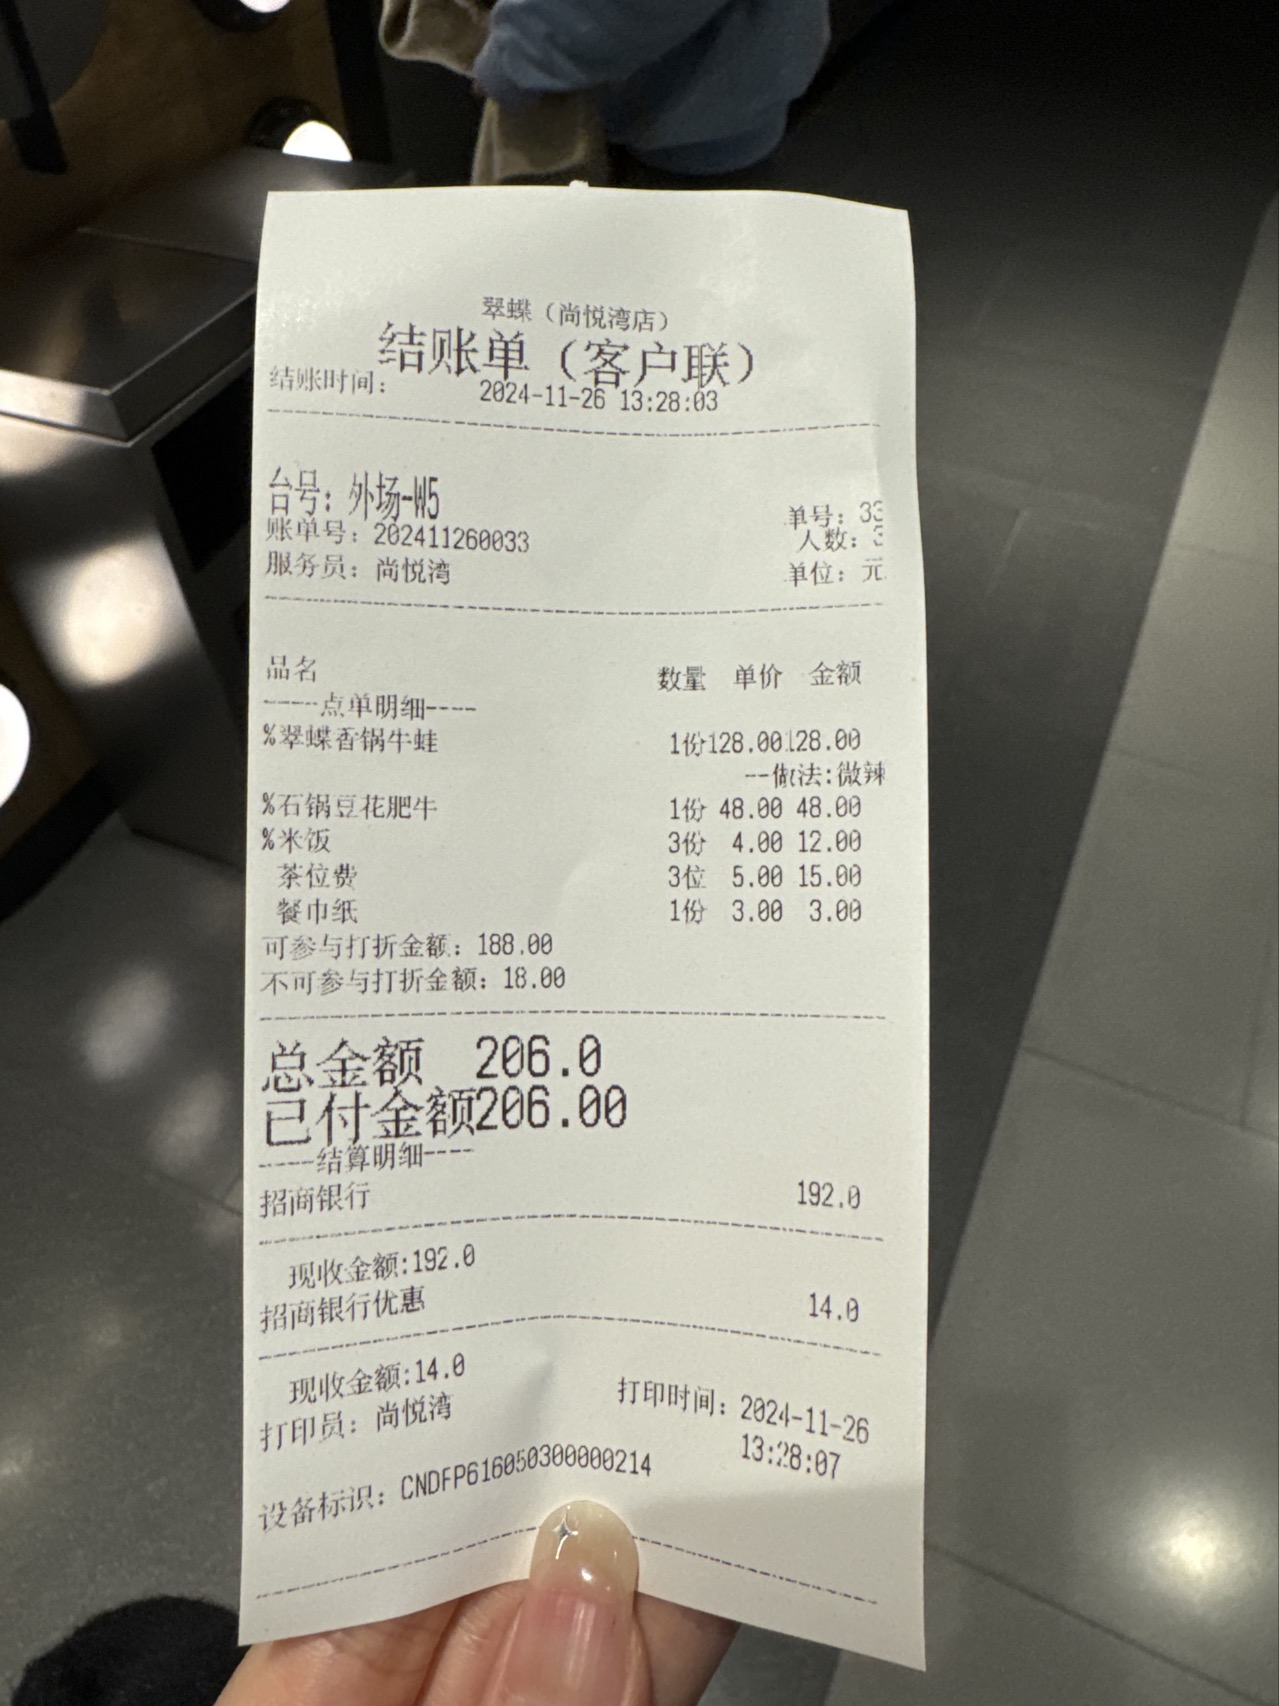 翠蝶（尚悦湾店）
结账单（客户联）
结账时间： 2024-11-26 13:28:03
台号：外场-W5
单号：33
账单号：202411260033
人数：3
服务员：尚悦湾
单位：元
品名 数量 单价 金额
----点单明细----
%翠蝶香锅牛蛙 1份128.00128.00
--做法:微辣
%石锅豆花肥牛 1份 48.00 48.00
%米饭 3份 4.00 12.00
茶位费 3位 5.00 15.00
餐巾纸 1份 3.00 3.00
可参与打折金额：188.00
不可参与打折金额：18.00
总金额 206.0
已付金额206.00
----结算明细----
招商银行 192.0
现收金额:192.0
招商银行优惠 14.0
现收金额:14.0
打印员：尚悦湾 打印时间：2024-11-26
13:28:07
设备标识：CNDFP616050300000214